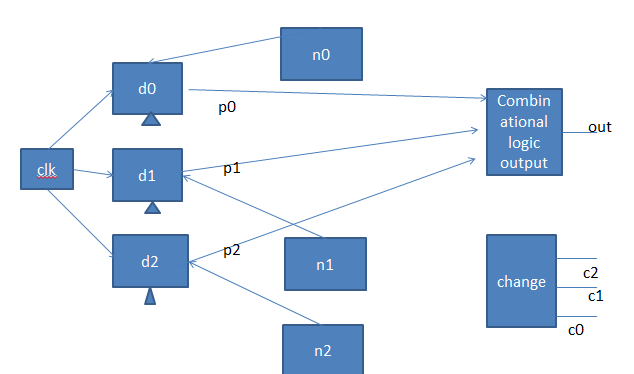 n0
d0
p0
Combin
ational
logic
output
out
clk
d1
p1
d2
p2
n1
change
c2
c1
c0
n2